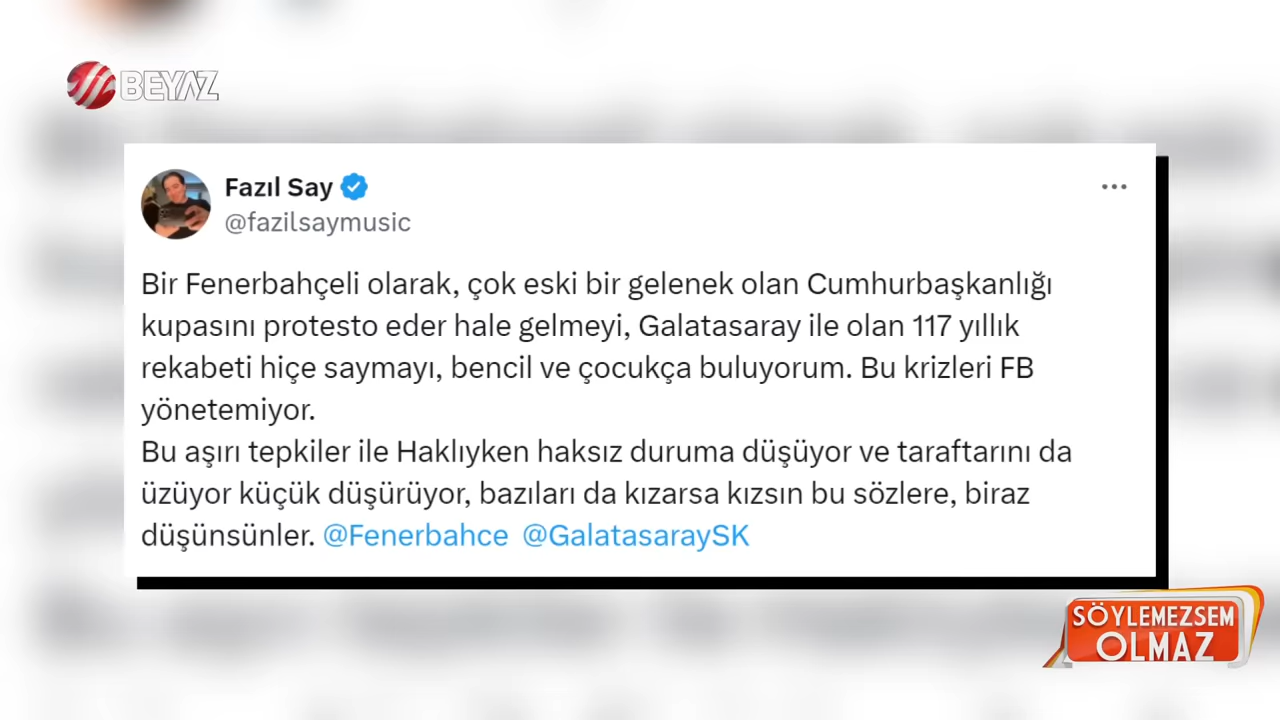 BEYAZ
Fazıl Say
@fazilsaymusic
Bir Fenerbahçeli olarak, çok eski bir gelenek olan Cumhurbaşkanlığı
kupasını protesto eder hale gelmeyi, Galatasaray ile olan 117 yıllık
rekabeti hiçe saymayı, bencil ve çocukça buluyorum. Bu krizleri FB
yönetemiyor.
Bu aşırı tepkiler ile Haklıyken haksız duruma düşüyor ve taraftarını da
üzüyor küçük düşürüyor, bazıları da kızarsa kızsın bu sözlere, biraz
düşünsünler. @Fenerbahce @GalatasaraySK
SÖYLEMEZSEM
OLMAZ